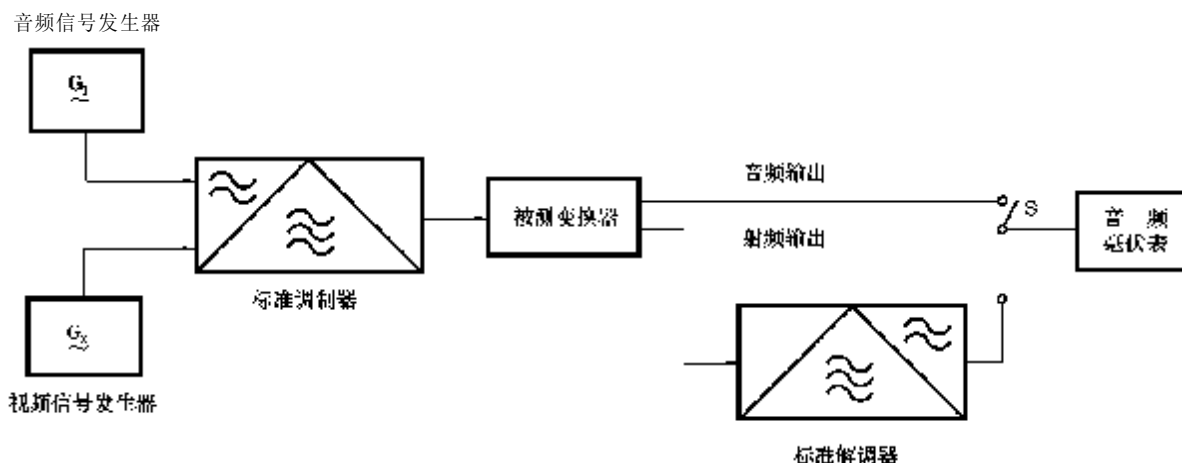 音频信号发生器
G1
音频输出
S
被测变换器
音 频
毫伏表
射频输出
标准调制器
Gx
视频信号发生器
标准解调器